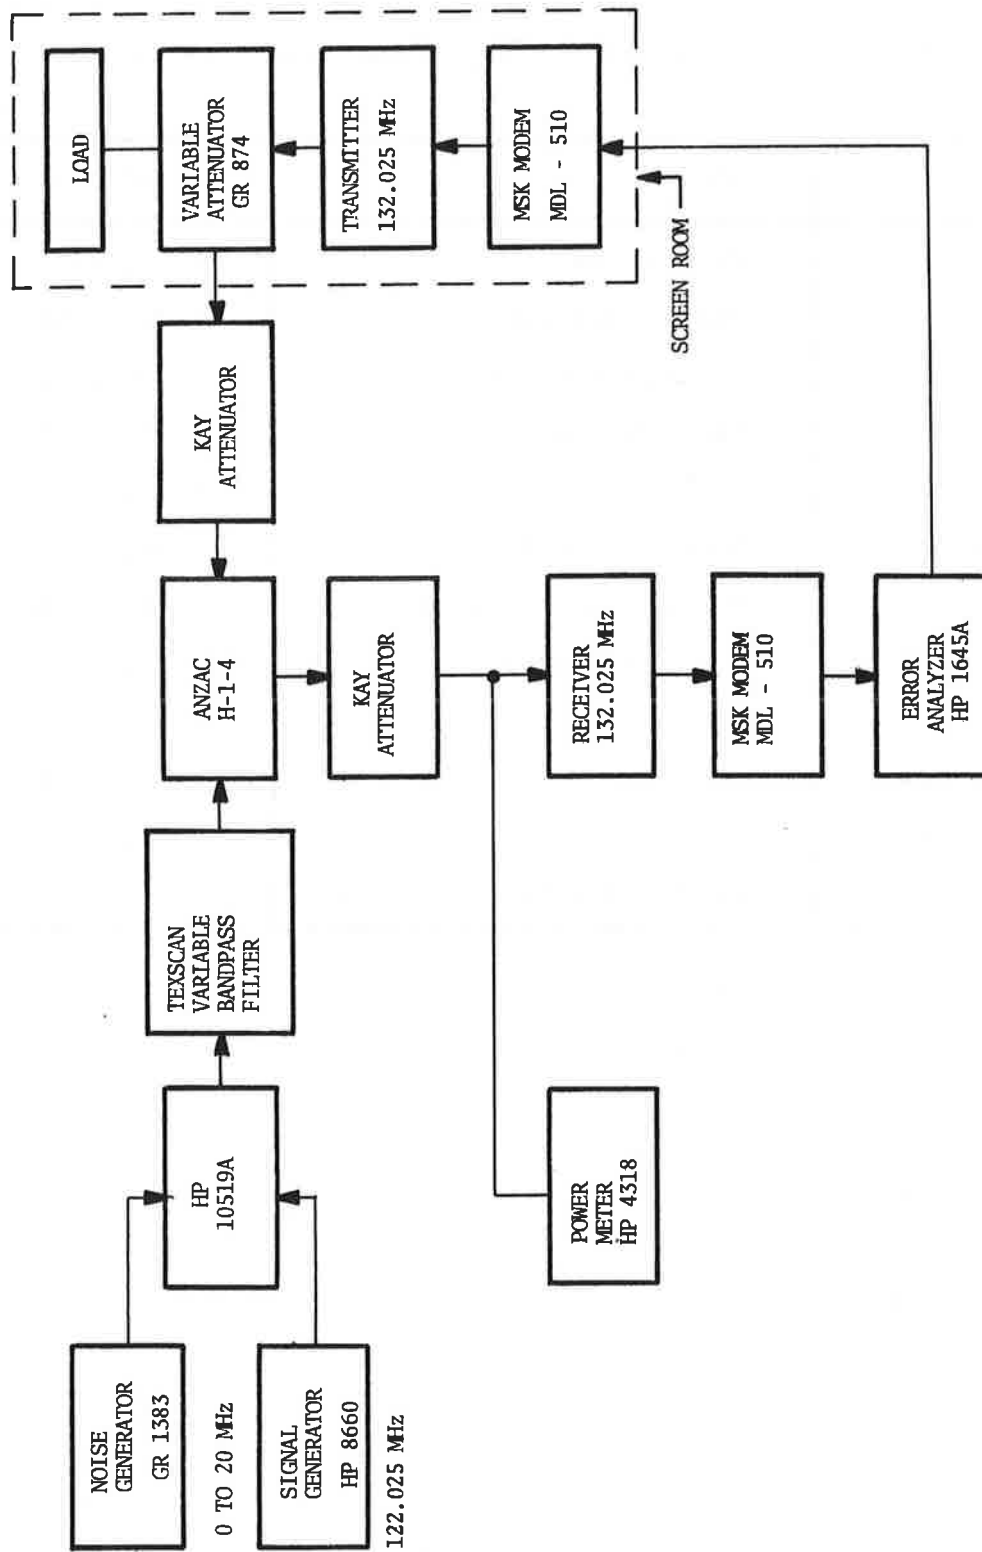 NOISE
GENERATOR
GR 1383
0 TO 20 MHz
SIGNAL
GENERATOR
HP 8660
122.025 MHz
HP
10519A
TEXSCAN
VARIABLE
BANDPASS
FILTER
ANZAC
H-1-4
KAY
ATTENUATOR
LOAD
VARIABLE
ATTENUATOR
GR 874
TRANSMITTER
132.025 MHz
MSK MODEM
MDL - 510
SCREEN ROOM
KAY
ATTENUATOR
POWER
METER
HP 4318
RECEIVER
132.025 MHz
MSK MODEM
MDL - 510
ERROR
ANALYZER
HP 1645A